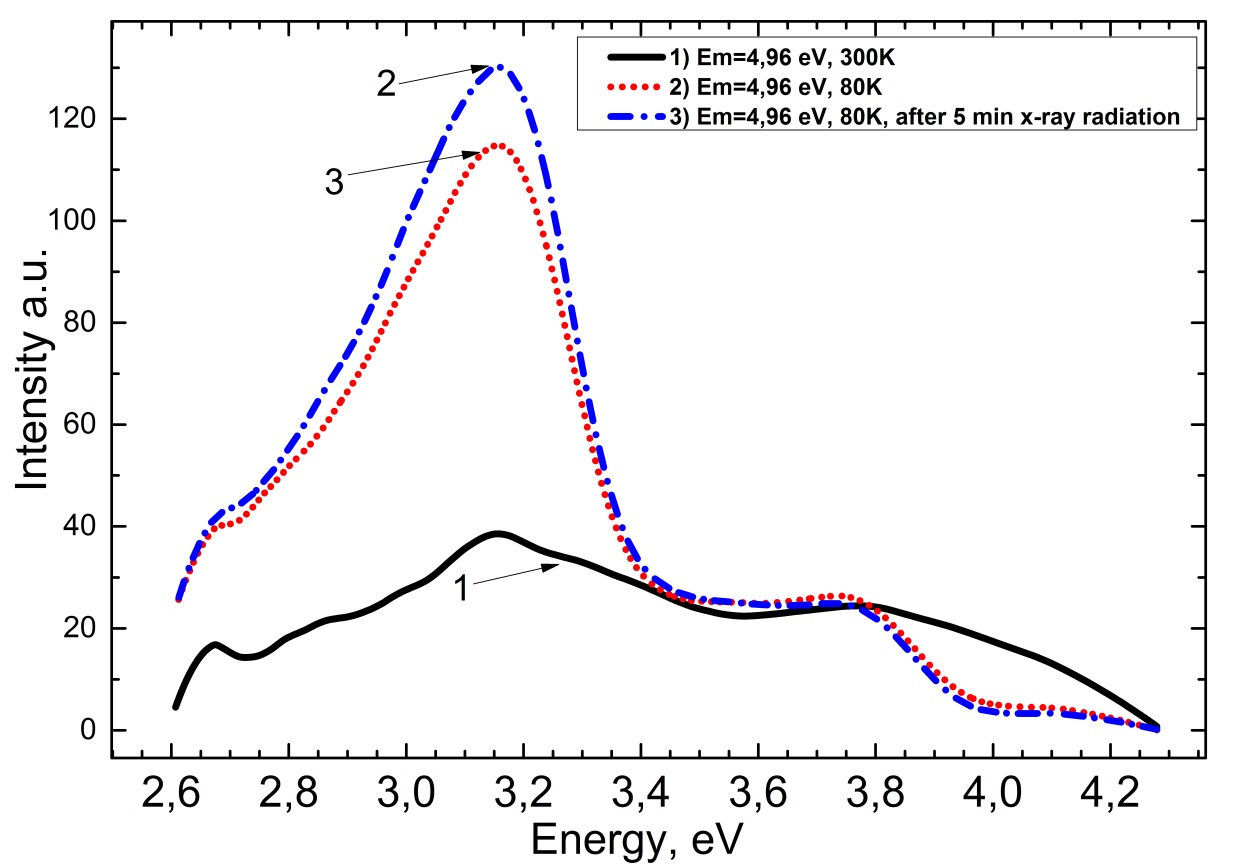 1) Em=4,96 eV, 300K
2) Em=4,96 eV, 80K
3) Em=4,96 eV, 80K, after 5 min x-ray radiation
2
3
1
Intensity a.u.
120
100
80
60
40
20
0
2,6 2,8 3,0 3,2 3,4 3,6 3,8 4,0 4,2
Energy, eV